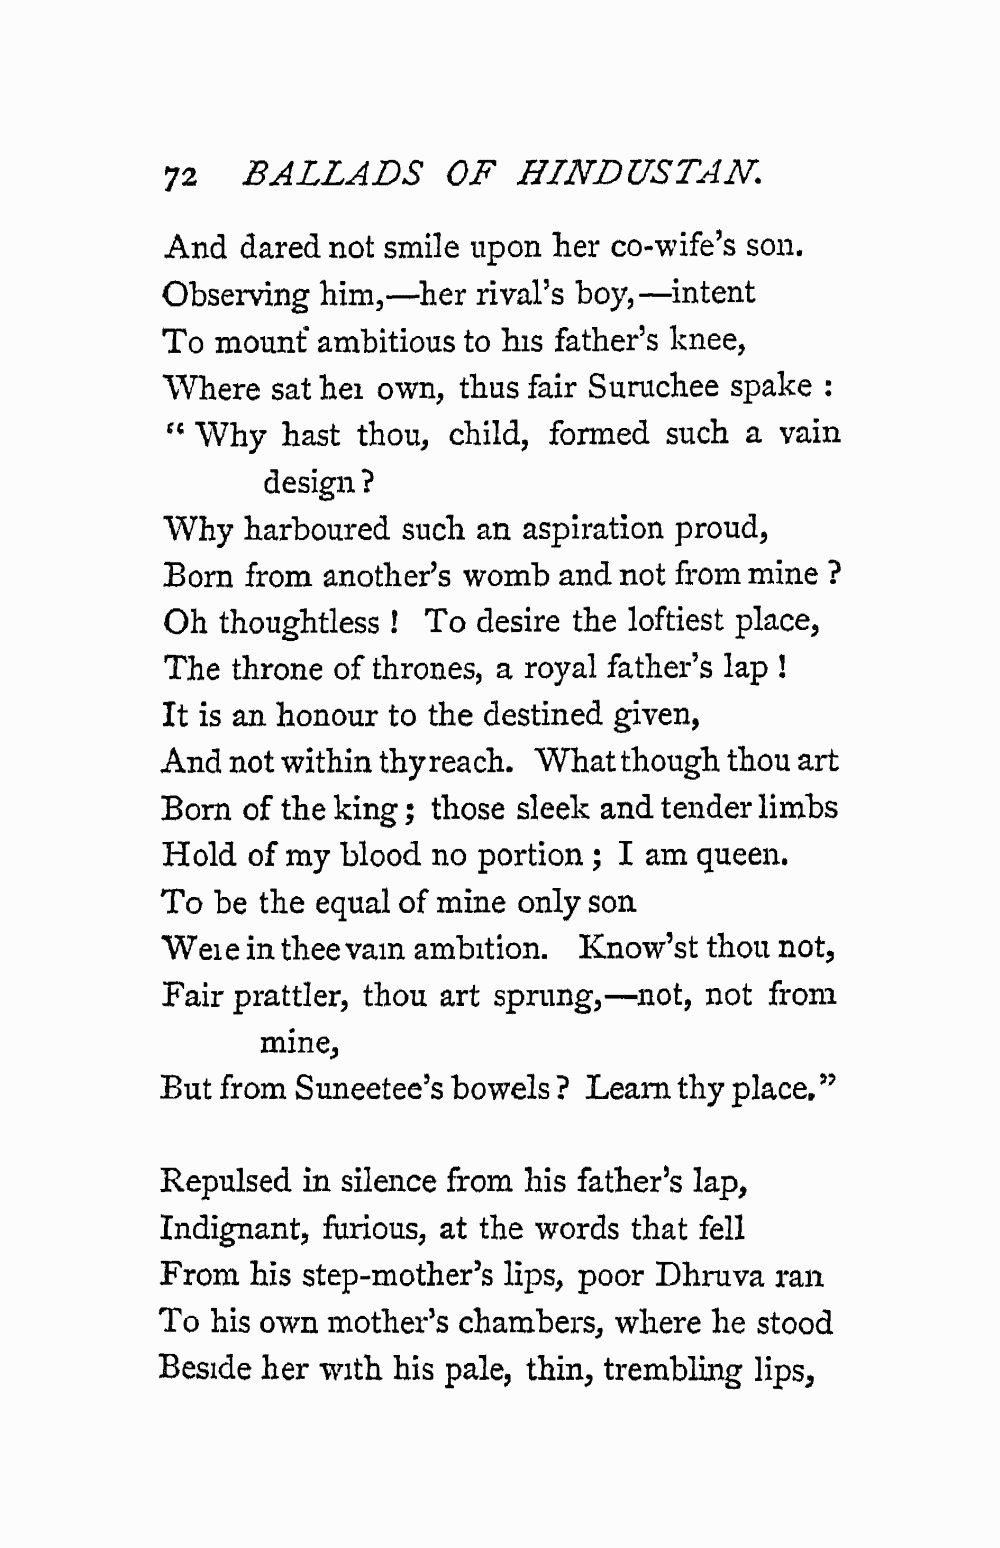 72 BALLADS OF HINDUSTAN.
And dared not smile upon her co-wife's son.
Observing him,—her rival's boy,—intent
To mount ambitious to his father's knee,
Where sat her own, thus fair Suruchee spake :
“ Why hast thou, child, formed such a vain
design ?
Why harboured such an aspiration proud,
Born from another's womb and not from mine ?
Oh thoughtless ! To desire the loftiest place,
The throne of thrones, a royal father's lap !
It is an honour to the destined given,
And not within thy reach. What though thou art
Born of the king ; those sleek and tender limbs
Hold of my blood no portion ; I am queen.
To be the equal of mine only son
Were in thee vain ambition. Know'st thou not,
Fair prattler, thou art sprung,—not, not from
mine,
But from Suneetee's bowels ? Learn thy place.”
Repulsed in silence from his father's lap,
Indignant, furious, at the words that fell
From his step-mother's lips, poor Dhruva ran
To his own mother's chambers, where he stood
Beside her with his pale, thin, trembling lips,